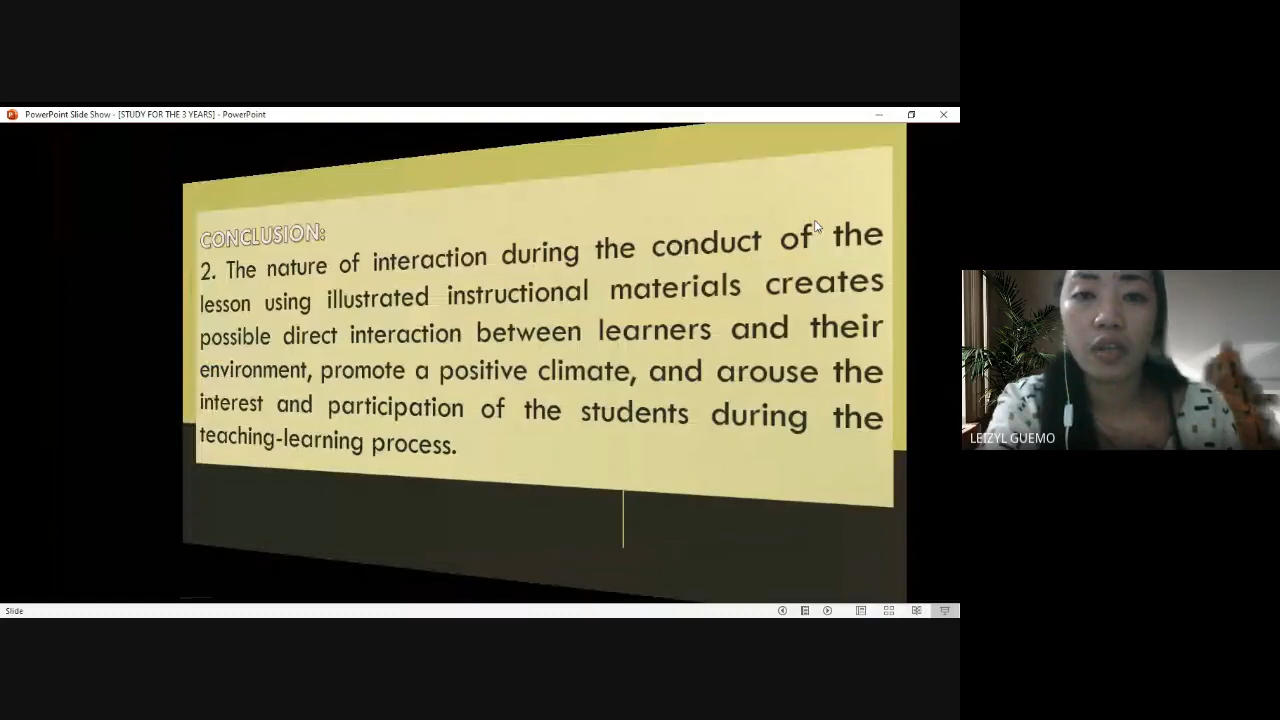 PowerPoint Slide Show - [STUDY FOR THE 3 YEARS] - PowerPoint
CONCLUSION:
2. The nature of interaction during the conduct of the
lesson using illustrated instructional materials creates
possible direct interaction between learners and their
environment, promote a positive climate, and arouse the
interest and participation of the students during the
teaching-learning process.
LEIZYL GUEMO
Slide